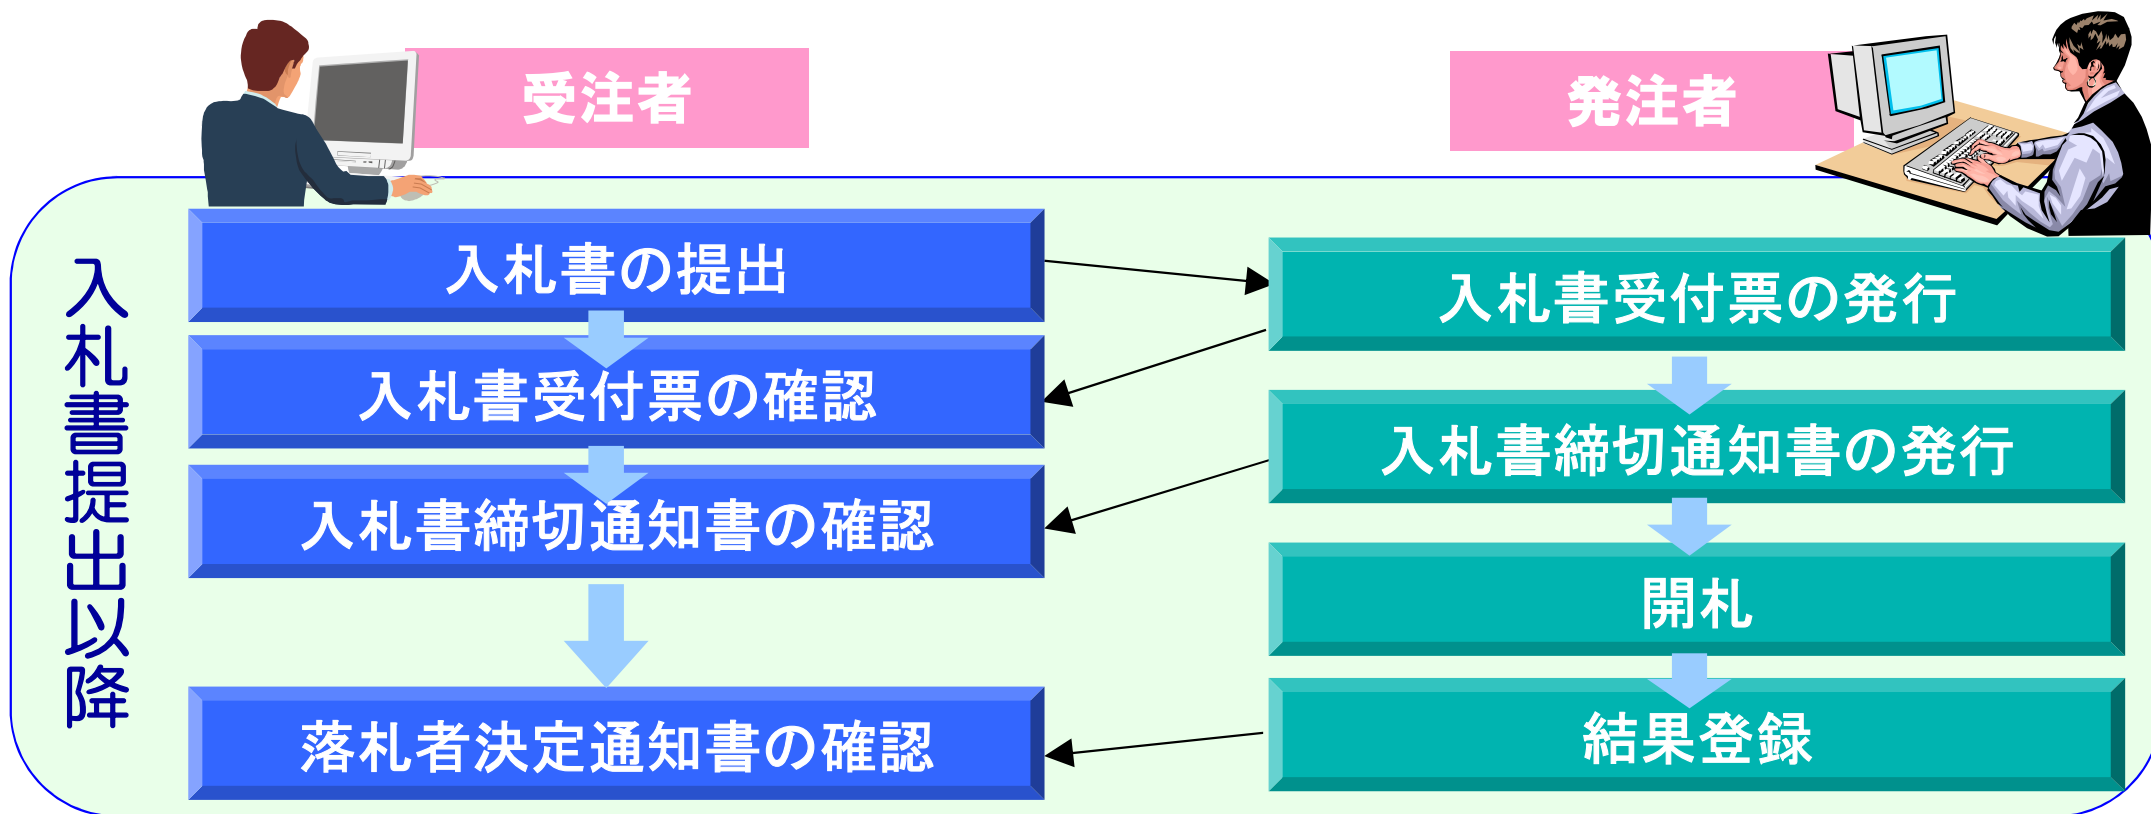 受注者
発注者
入札書提出以降
入札書の提出
入札書受付票の確認
入札書締切通知書の確認
落札者決定通知書の確認
入札書受付票の発行
入札書締切通知書の発行
開札
結果登録